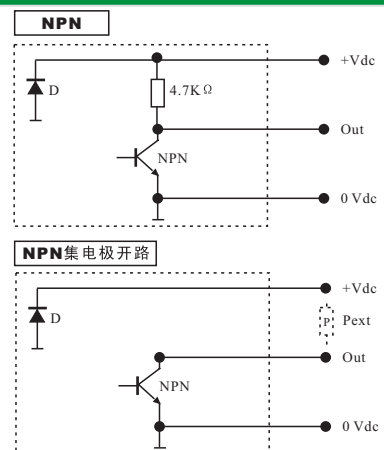 NPN
+Vdc
D
4.7KΩ
Out
NPN
0 Vdc
NPN集电极开路
+Vdc
D
P
Pext
Out
NPN
0 Vdc